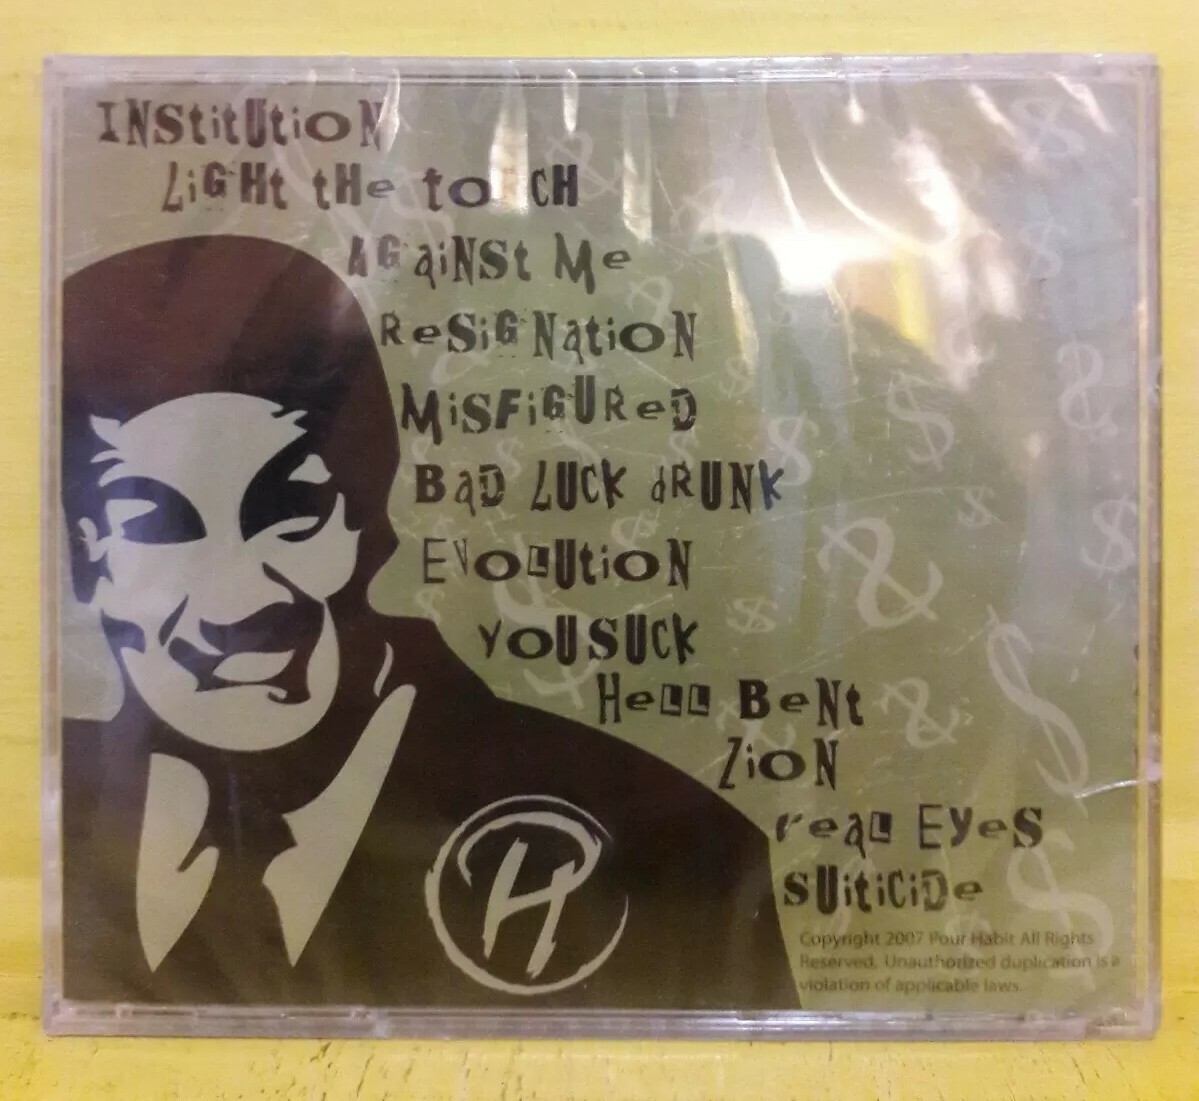 INStitUtiON
LiGHt tHe toRCH
AGaiNSt Me
ReSiGNatioN
MiSFiGUReD
BaD LUCK dRUNK
EVOLUtiON
YOUSUCK
HeLL BeNt
ZiON
reaL EyeS
SUitiCiDe
H
Copyright 2007 Pour Habit All Rights
Reserved. Unauthorized duplication is a
violation of applicable laws.